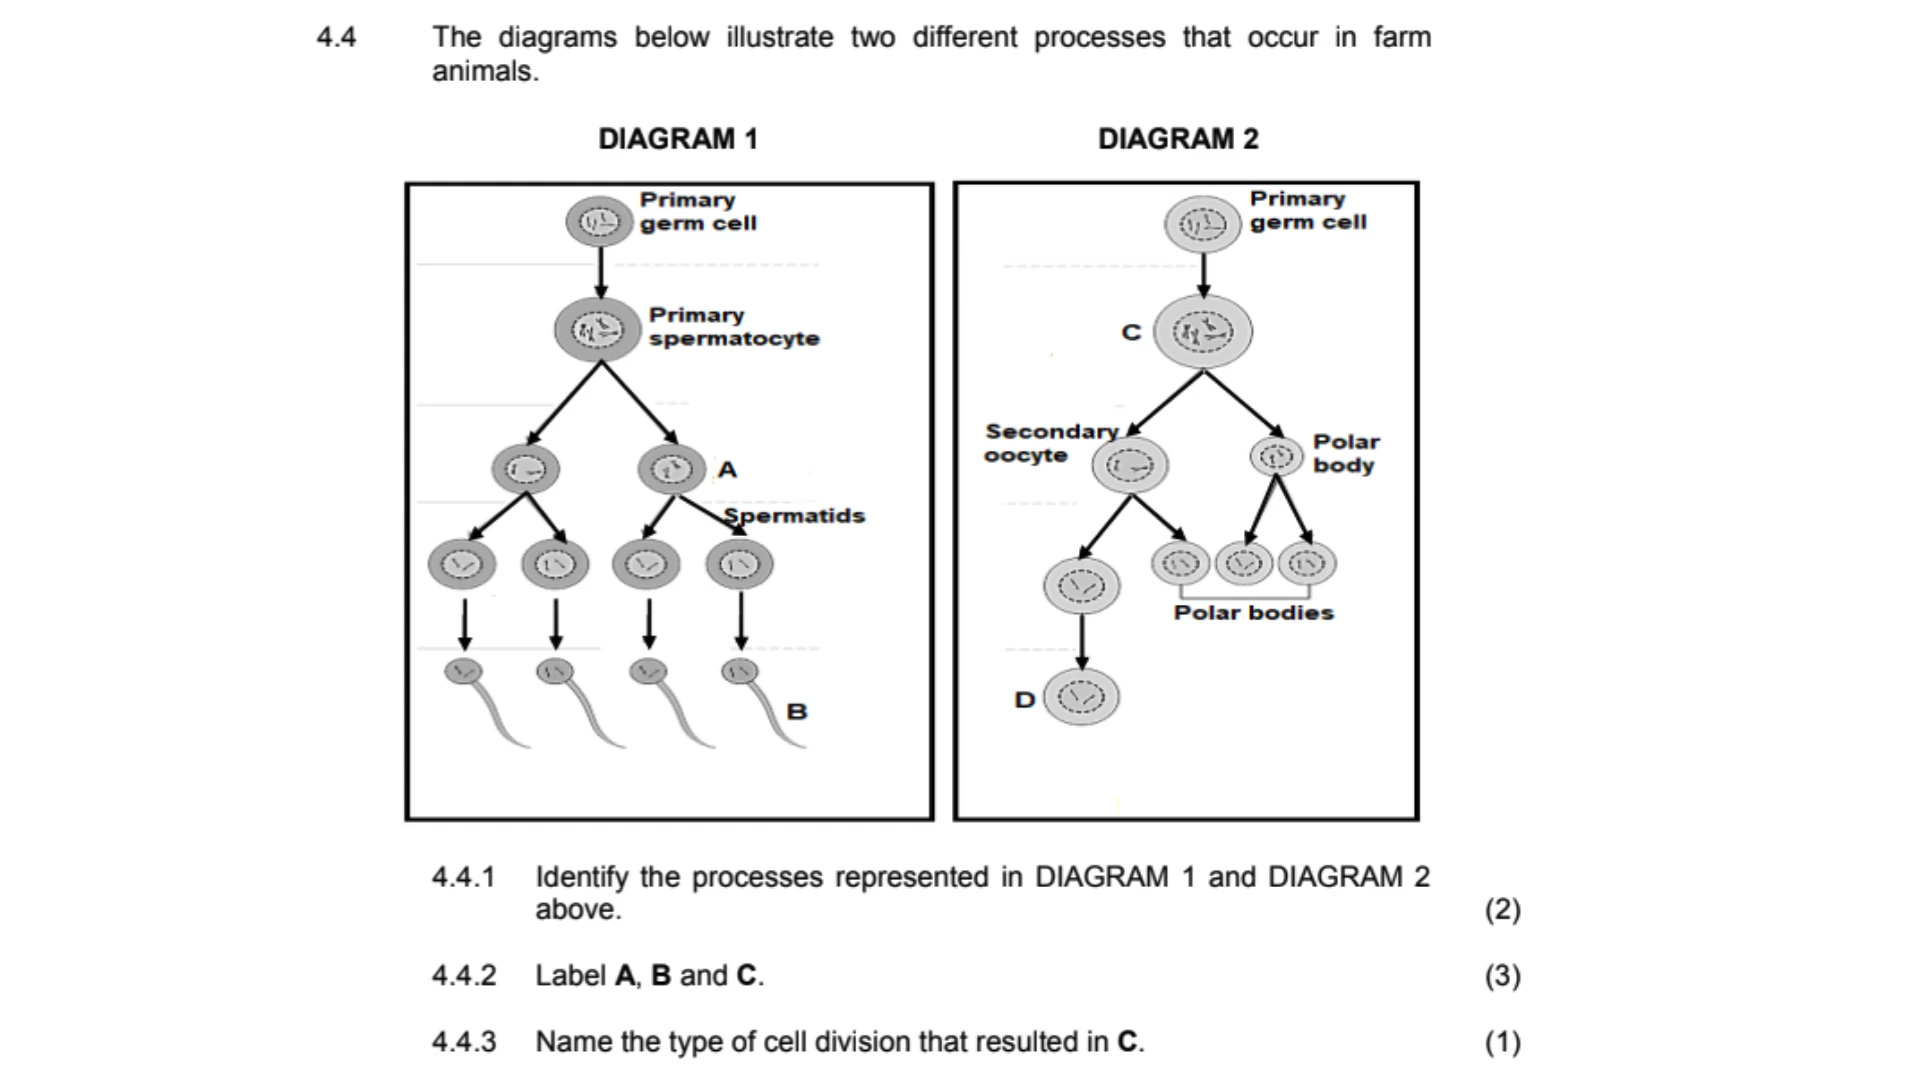 4.4 The diagrams below illustrate two different processes that occur in farm
animals.
DIAGRAM 1
DIAGRAM 2
Primary
germ cell
Primary
spermatocyte
A
Spermatids
B
Primary
germ cell
C
Secondary
oocyte
Polar
body
Polar bodies
D
4.4.1 Identify the processes represented in DIAGRAM 1 and DIAGRAM 2
above. (2)
4.4.2 Label A, B and C. (3)
4.4.3 Name the type of cell division that resulted in C. (1)